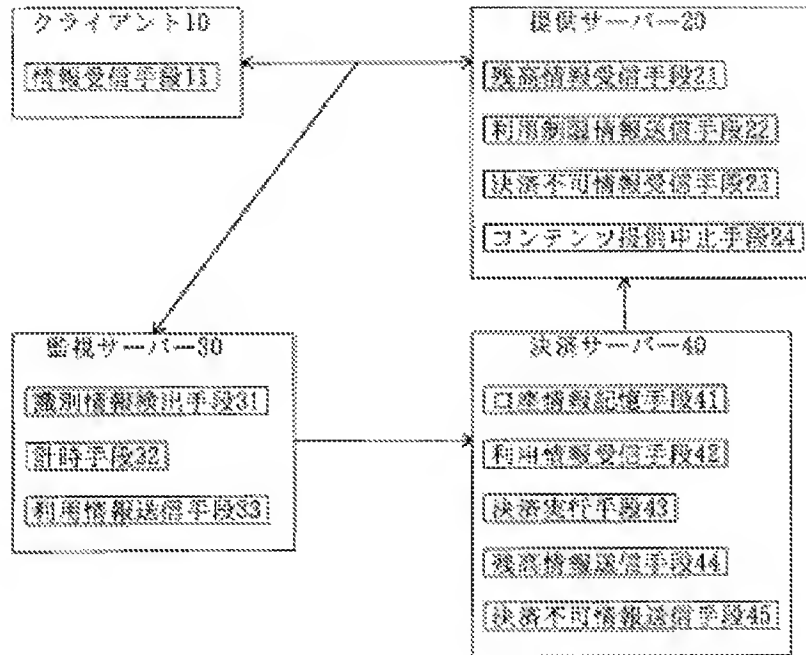 クライアント10
情報受信手段11
提供サーバー20
残高情報受信手段21
利用制限情報送信手段22
決済不可情報受信手段23
コンテンツ提供中止手段24
監視サーバー30
識別情報検出手段31
計時手段32
利用情報送信手段33
決済サーバー40
口座情報記憶手段41
利用情報受信手段42
決済実行手段43
残高情報送信手段44
決済不可情報送信手段45